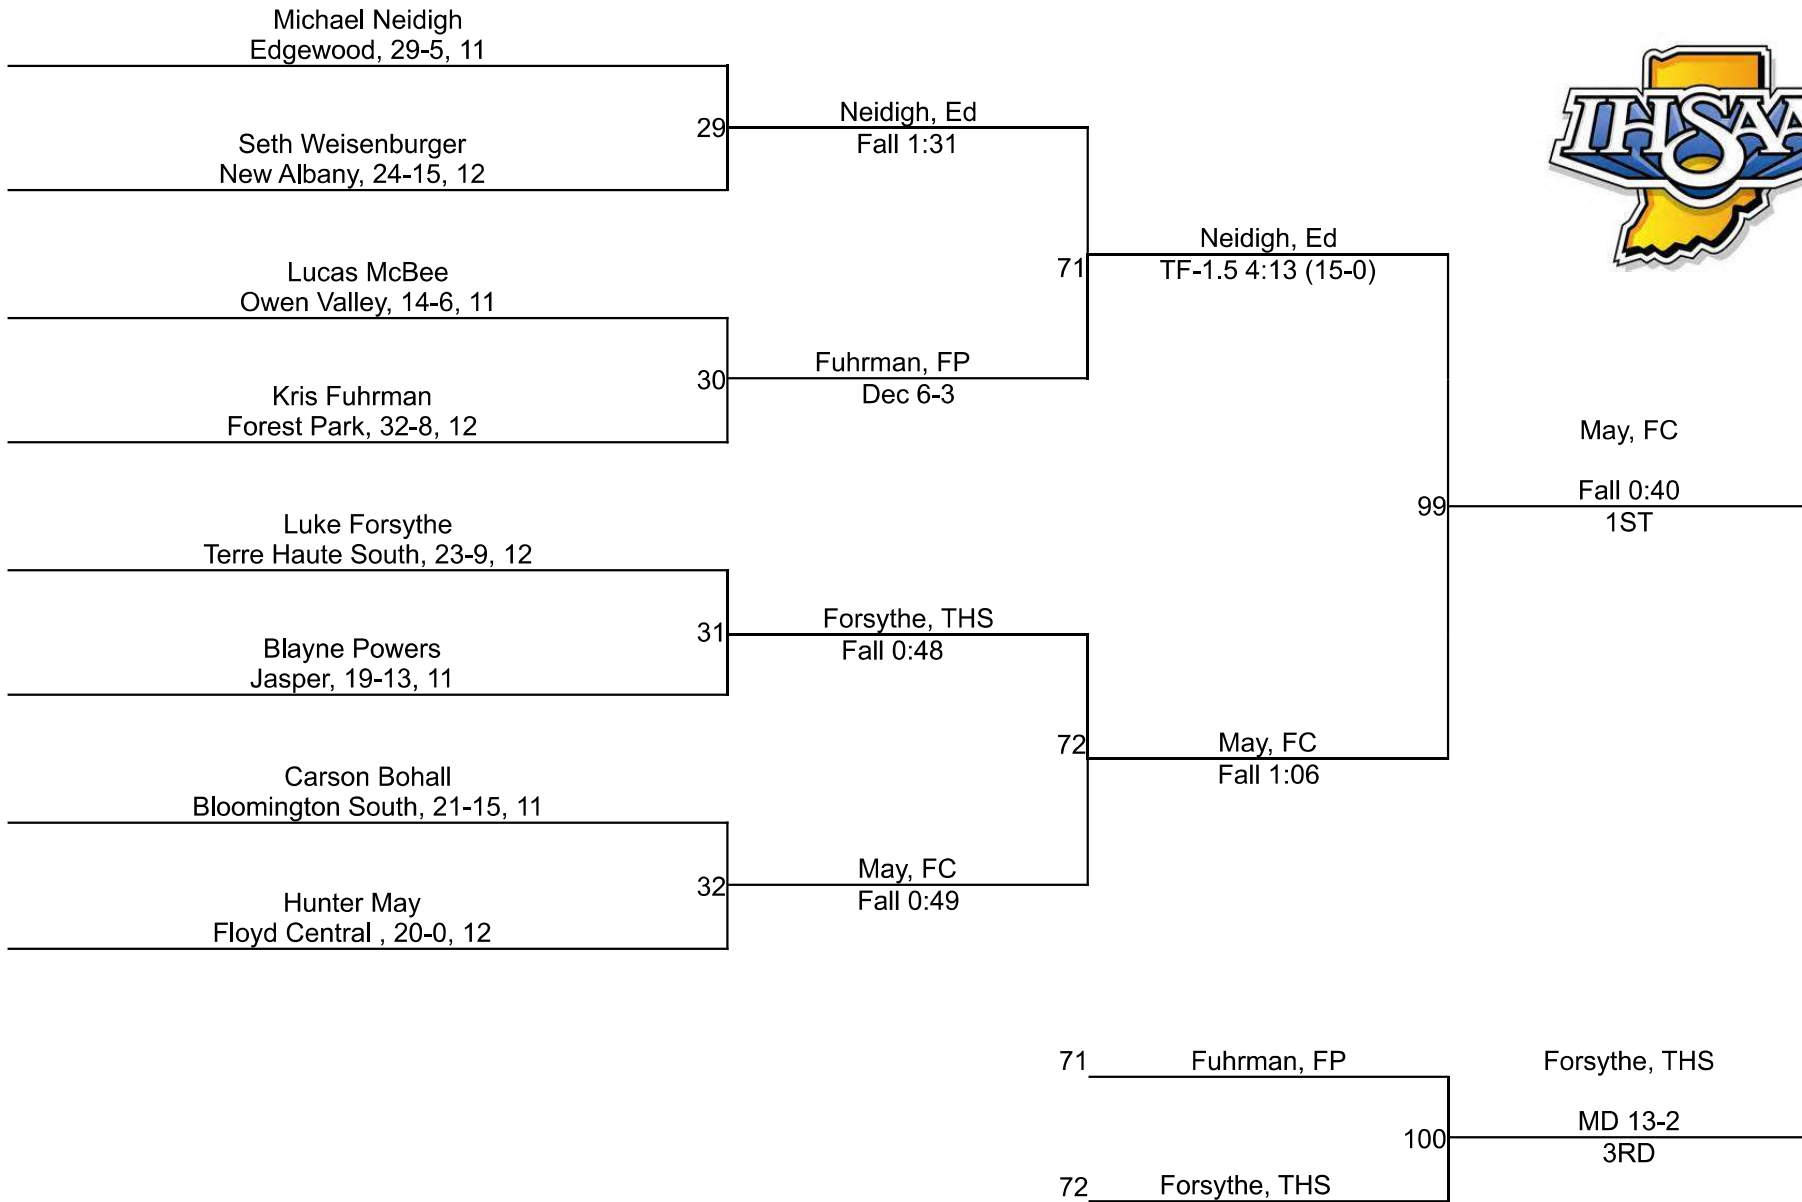 Michael Neidigh
Edgewood, 29-5, 11
Seth Weisenburger
New Albany, 24-15, 12
29
Neidigh, Ed
Fall 1:31
Lucas McBee
Owen Valley, 14-6, 11
Kris Fuhrman
Forest Park, 32-8, 12
30
Fuhrman, FP
Dec 6-3
71
Neidigh, Ed
TF-1.5 4:13 (15-0)
Luke Forsythe
Terre Haute South, 23-9, 12
Blayne Powers
Jasper, 19-13, 11
31
Forsythe, THS
Fall 0:48
Carson Bohall
Bloomington South, 21-15, 11
Hunter May
Floyd Central , 20-0, 12
32
May, FC
Fall 0:49
72
May, FC
Fall 1:06
99
May, FC
Fall 0:40
1ST
IHSAA
71
Fuhrman, FP
72
Forsythe, THS
100
Forsythe, THS
MD 13-2
3RD